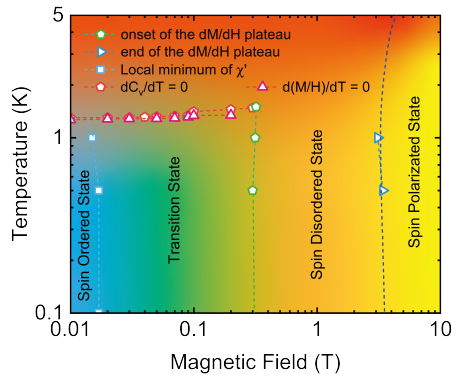 5
onset of the dM/dH plateau
end of the dM/dH plateau
Local minimum of χ'
dCᵥ/dT = 0 d(M/H)/dT = 0
1
0.1
Temperature (K)
Spin Ordered State
Transition State
Spin Disordered State
Spin Polarizated State
0.01 0.1 1 10
Magnetic Field (T)